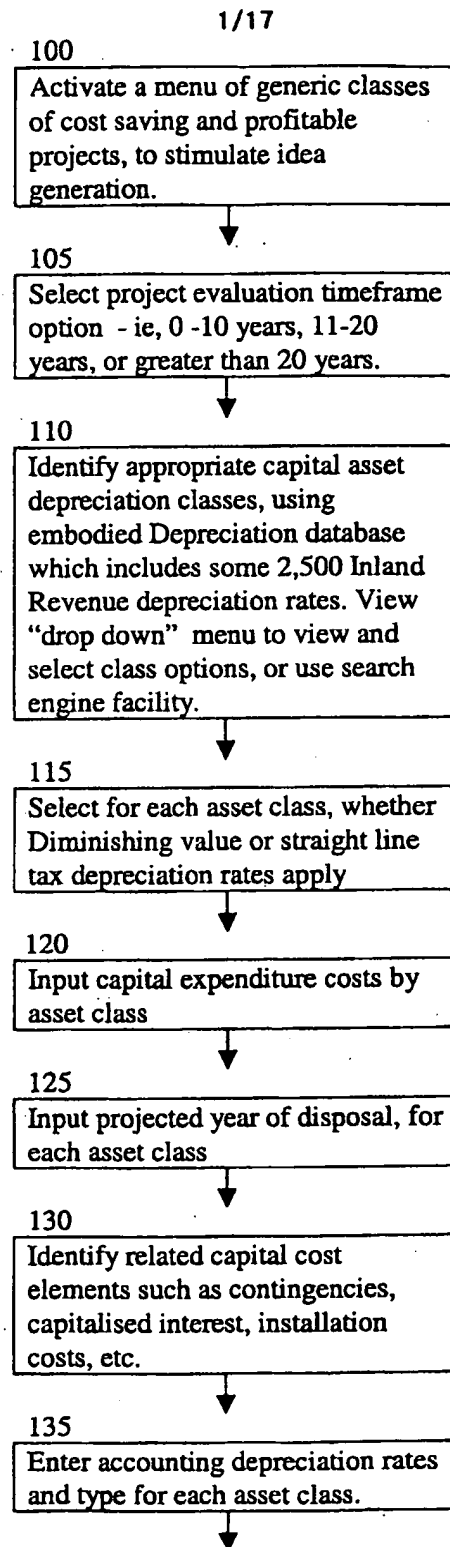 1/17
100
Activate a menu of generic classes
of cost saving and profitable
projects, to stimulate idea
generation.
105
Select project evaluation timeframe
option - ie, 0 -10 years, 11-20
years, or greater than 20 years.
110
Identify appropriate capital asset
depreciation classes, using
embodied Depreciation database
which includes some 2,500 Inland
Revenue depreciation rates. View
“drop down” menu to view and
select class options, or use search
engine facility.
115
Select for each asset class, whether
Diminishing value or straight line
tax depreciation rates apply
120
Input capital expenditure costs by
asset class
125
Input projected year of disposal, for
each asset class
130
Identify related capital cost
elements such as contingencies,
capitalised interest, installation
costs, etc.
135
Enter accounting depreciation rates
and type for each asset class.